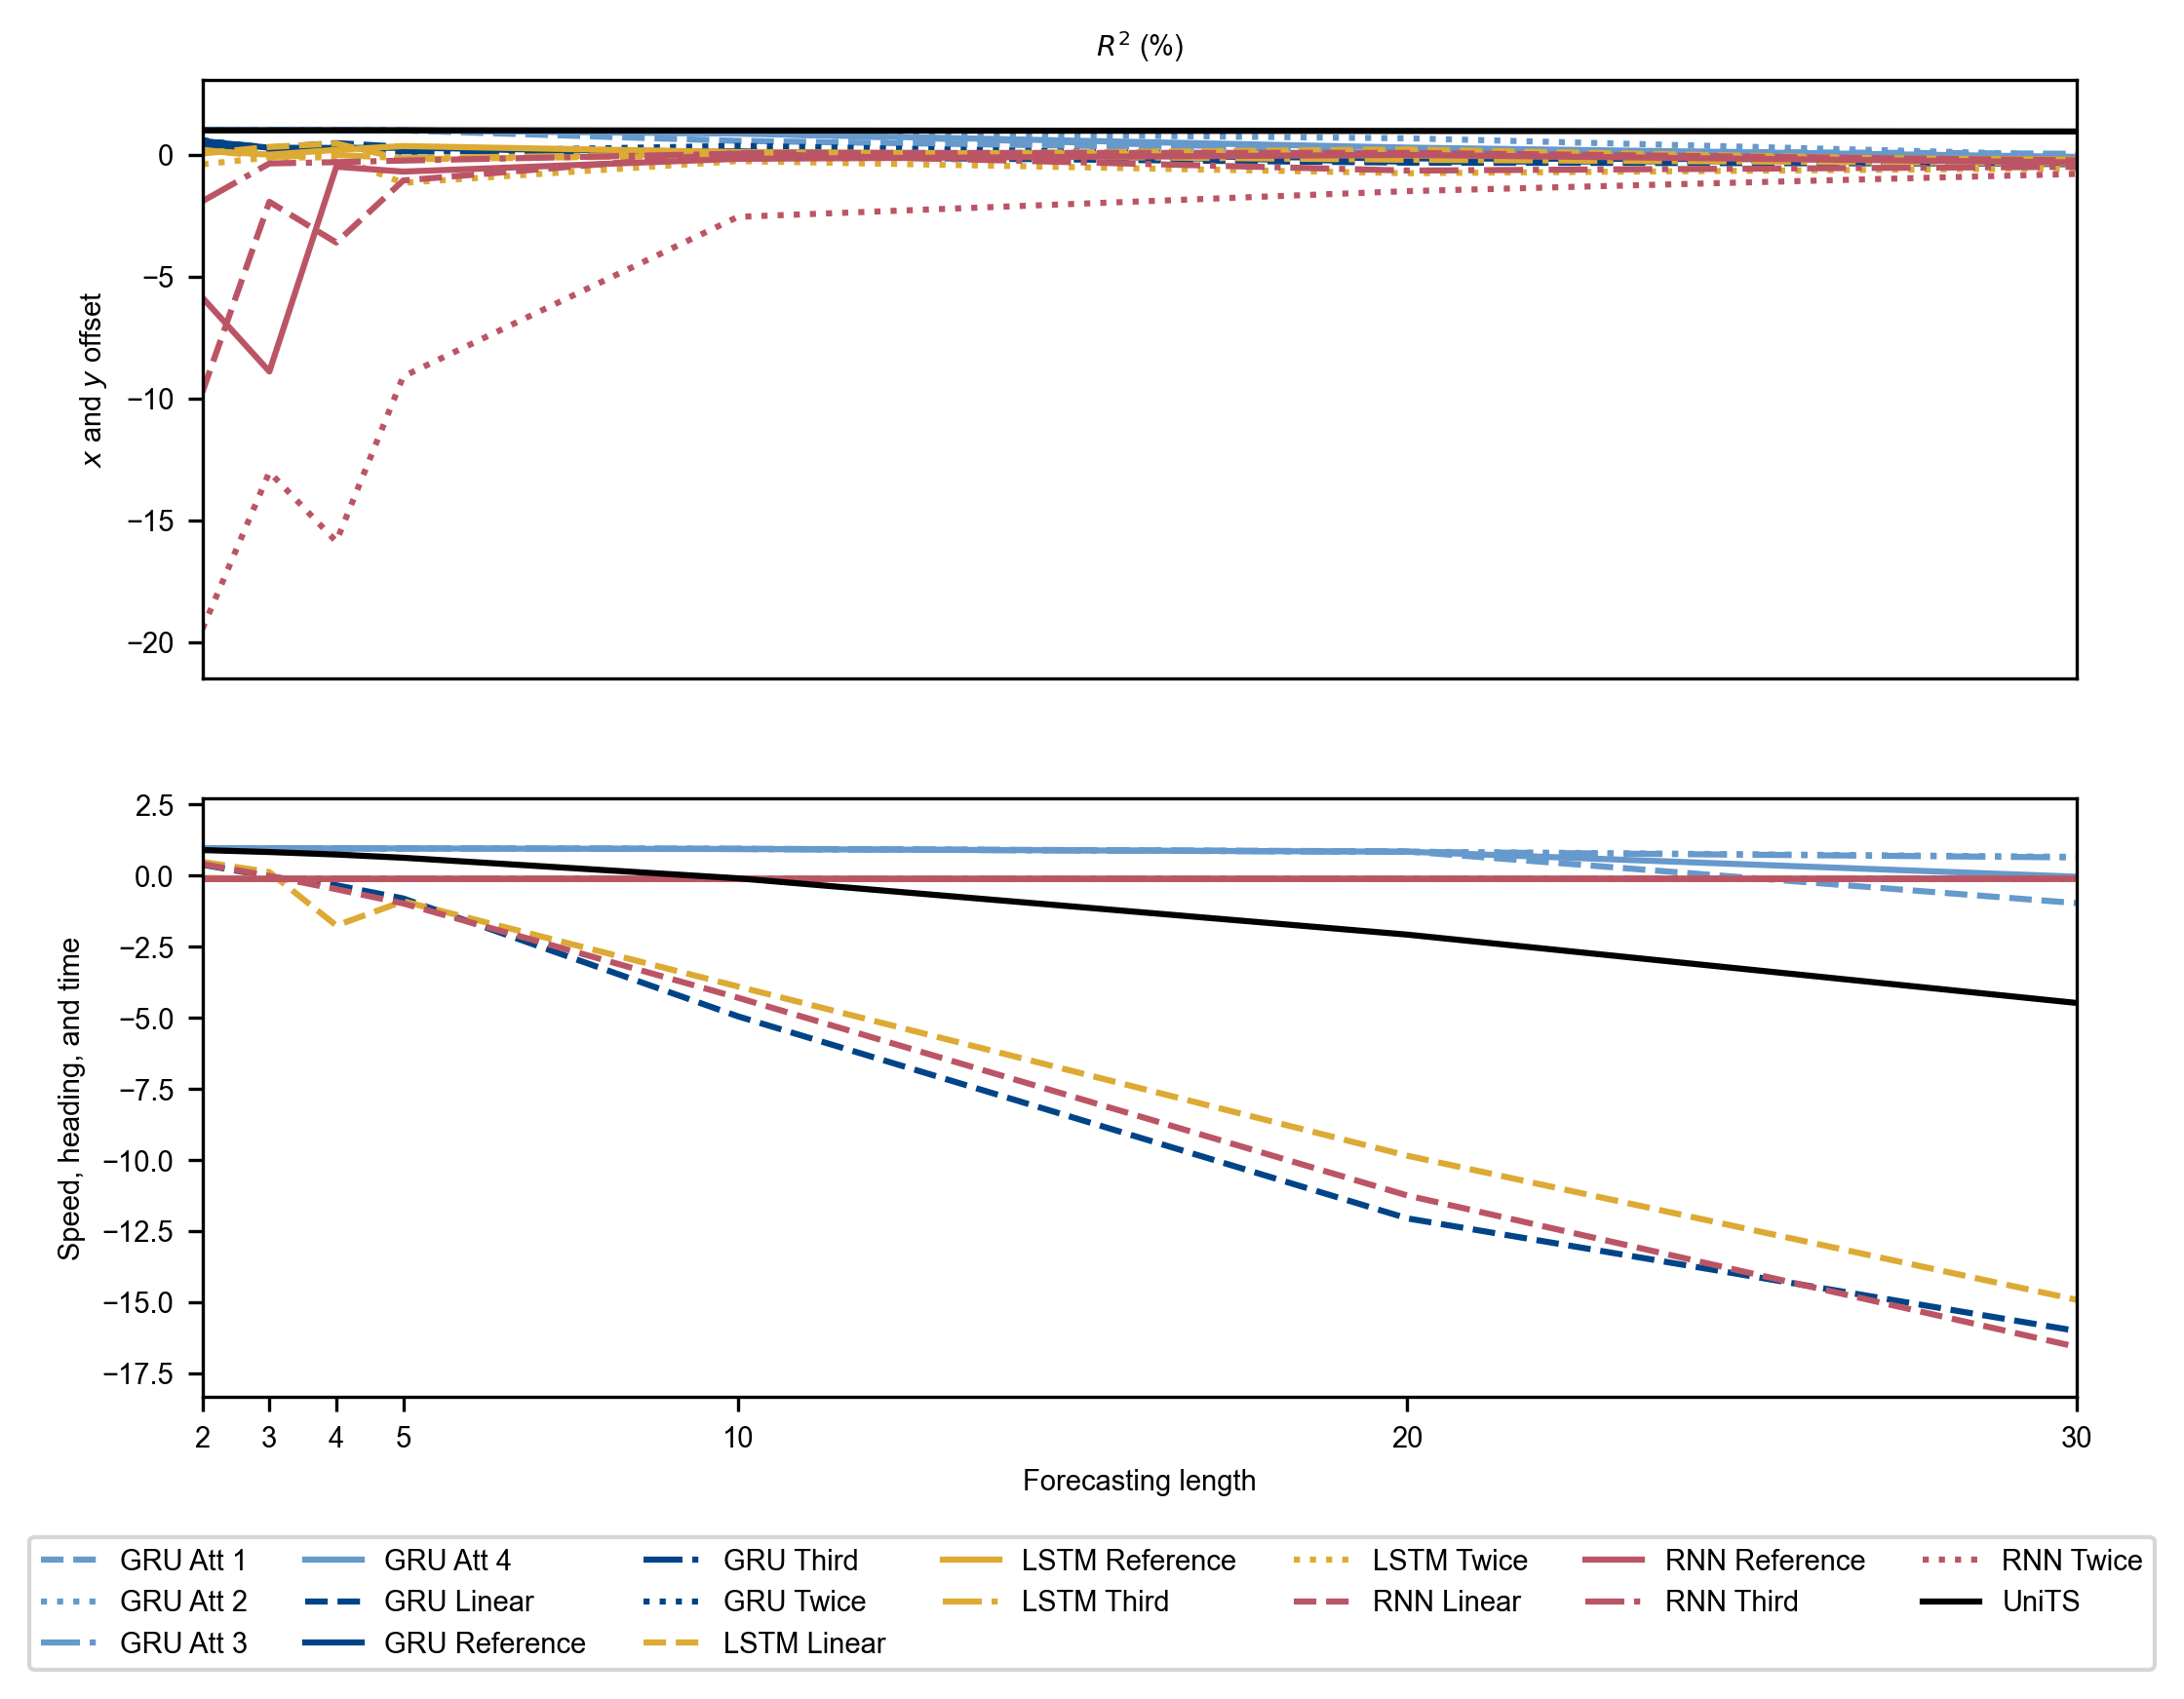 R² (%)
x and y offset
0
−5
−10
−15
−20
Speed, heading, and time
2.5
0.0
−2.5
−5.0
−7.5
−10.0
−12.5
−15.0
−17.5
2 3 4 5 10 20 30
Forecasting length
GRU Att 1 GRU Att 4 GRU Third LSTM Reference LSTM Twice RNN Reference RNN Twice
GRU Att 2 GRU Linear GRU Twice LSTM Third RNN Linear RNN Third UniTS
GRU Att 3 GRU Reference LSTM Linear